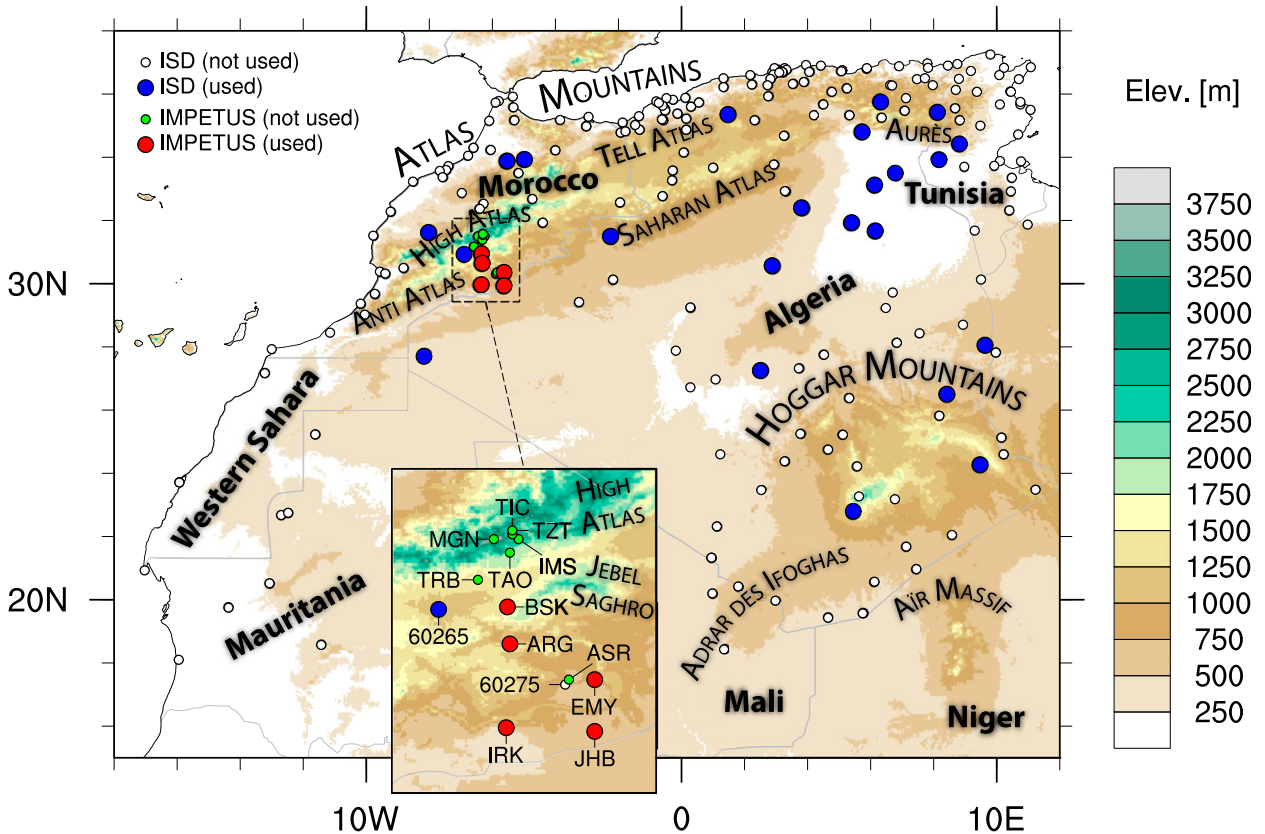 ISD (not used)
ISD (used)
IMPETUS (not used)
IMPETUS (used)
ATLAS
MOUNTAINS
TELL ATLAS
AURÈS
Morocco
Tunisia
HIGH ATLAS
SAHARAN ATLAS
ANTI ATLAS
Algeria
HOGGAR MOUNTAINS
Western Sahara
Mauritania
ADRAR DES IFOGHAS
AÏR MASSIF
Mali
Niger
HIGH
ATLAS
TIC
TZT
MGN
IMS
JEBEL
SAGHRO
TRB
TAO
BSK
60265
ARG
ASR
60275
EMY
IRK
JHB
30N
20N
10W
0
10E
Elev. [m]
3750
3500
3250
3000
2750
2500
2250
2000
1750
1500
1250
1000
750
500
250